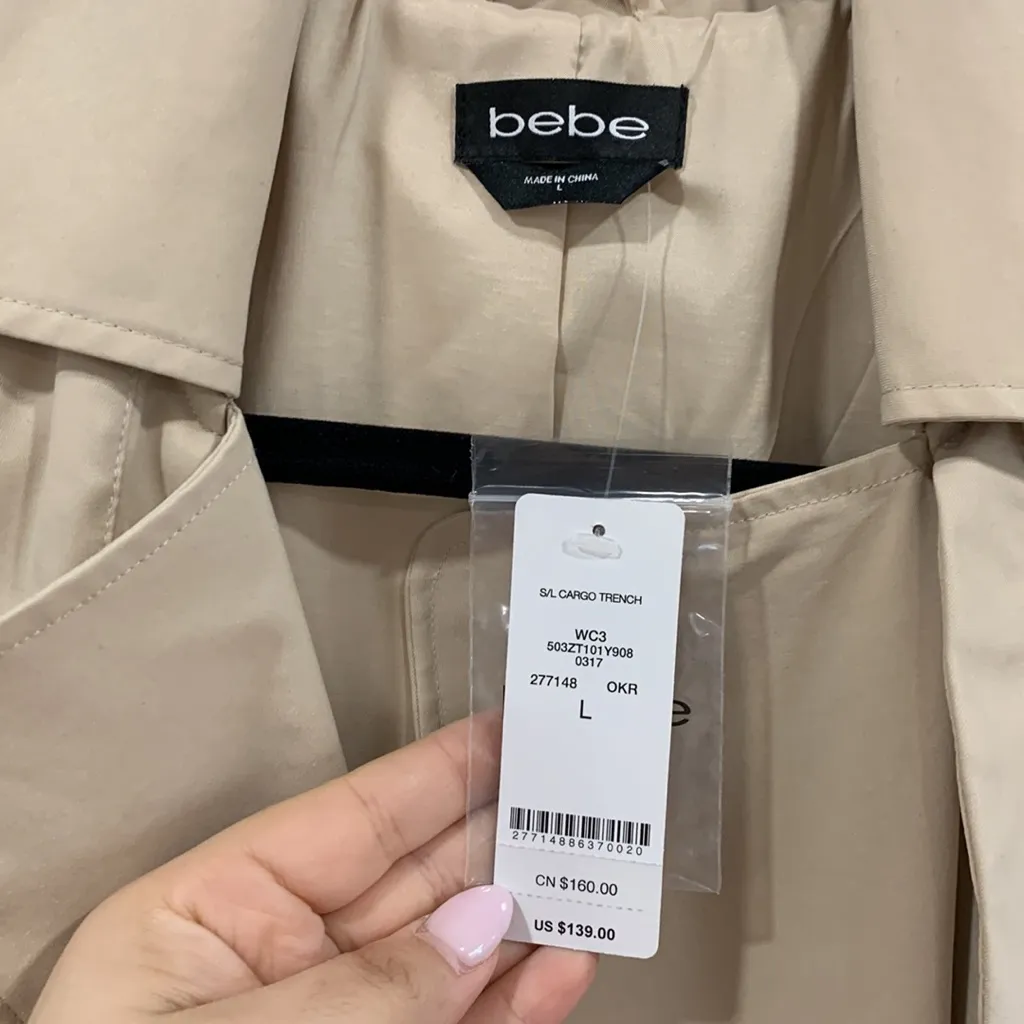 bebe
MADE IN CHINA
L
S/L CARGO TRENCH
WC3
503ZT101Y908
0317
277148 OKR
L
27714886370020
CN $160.00
US $139.00